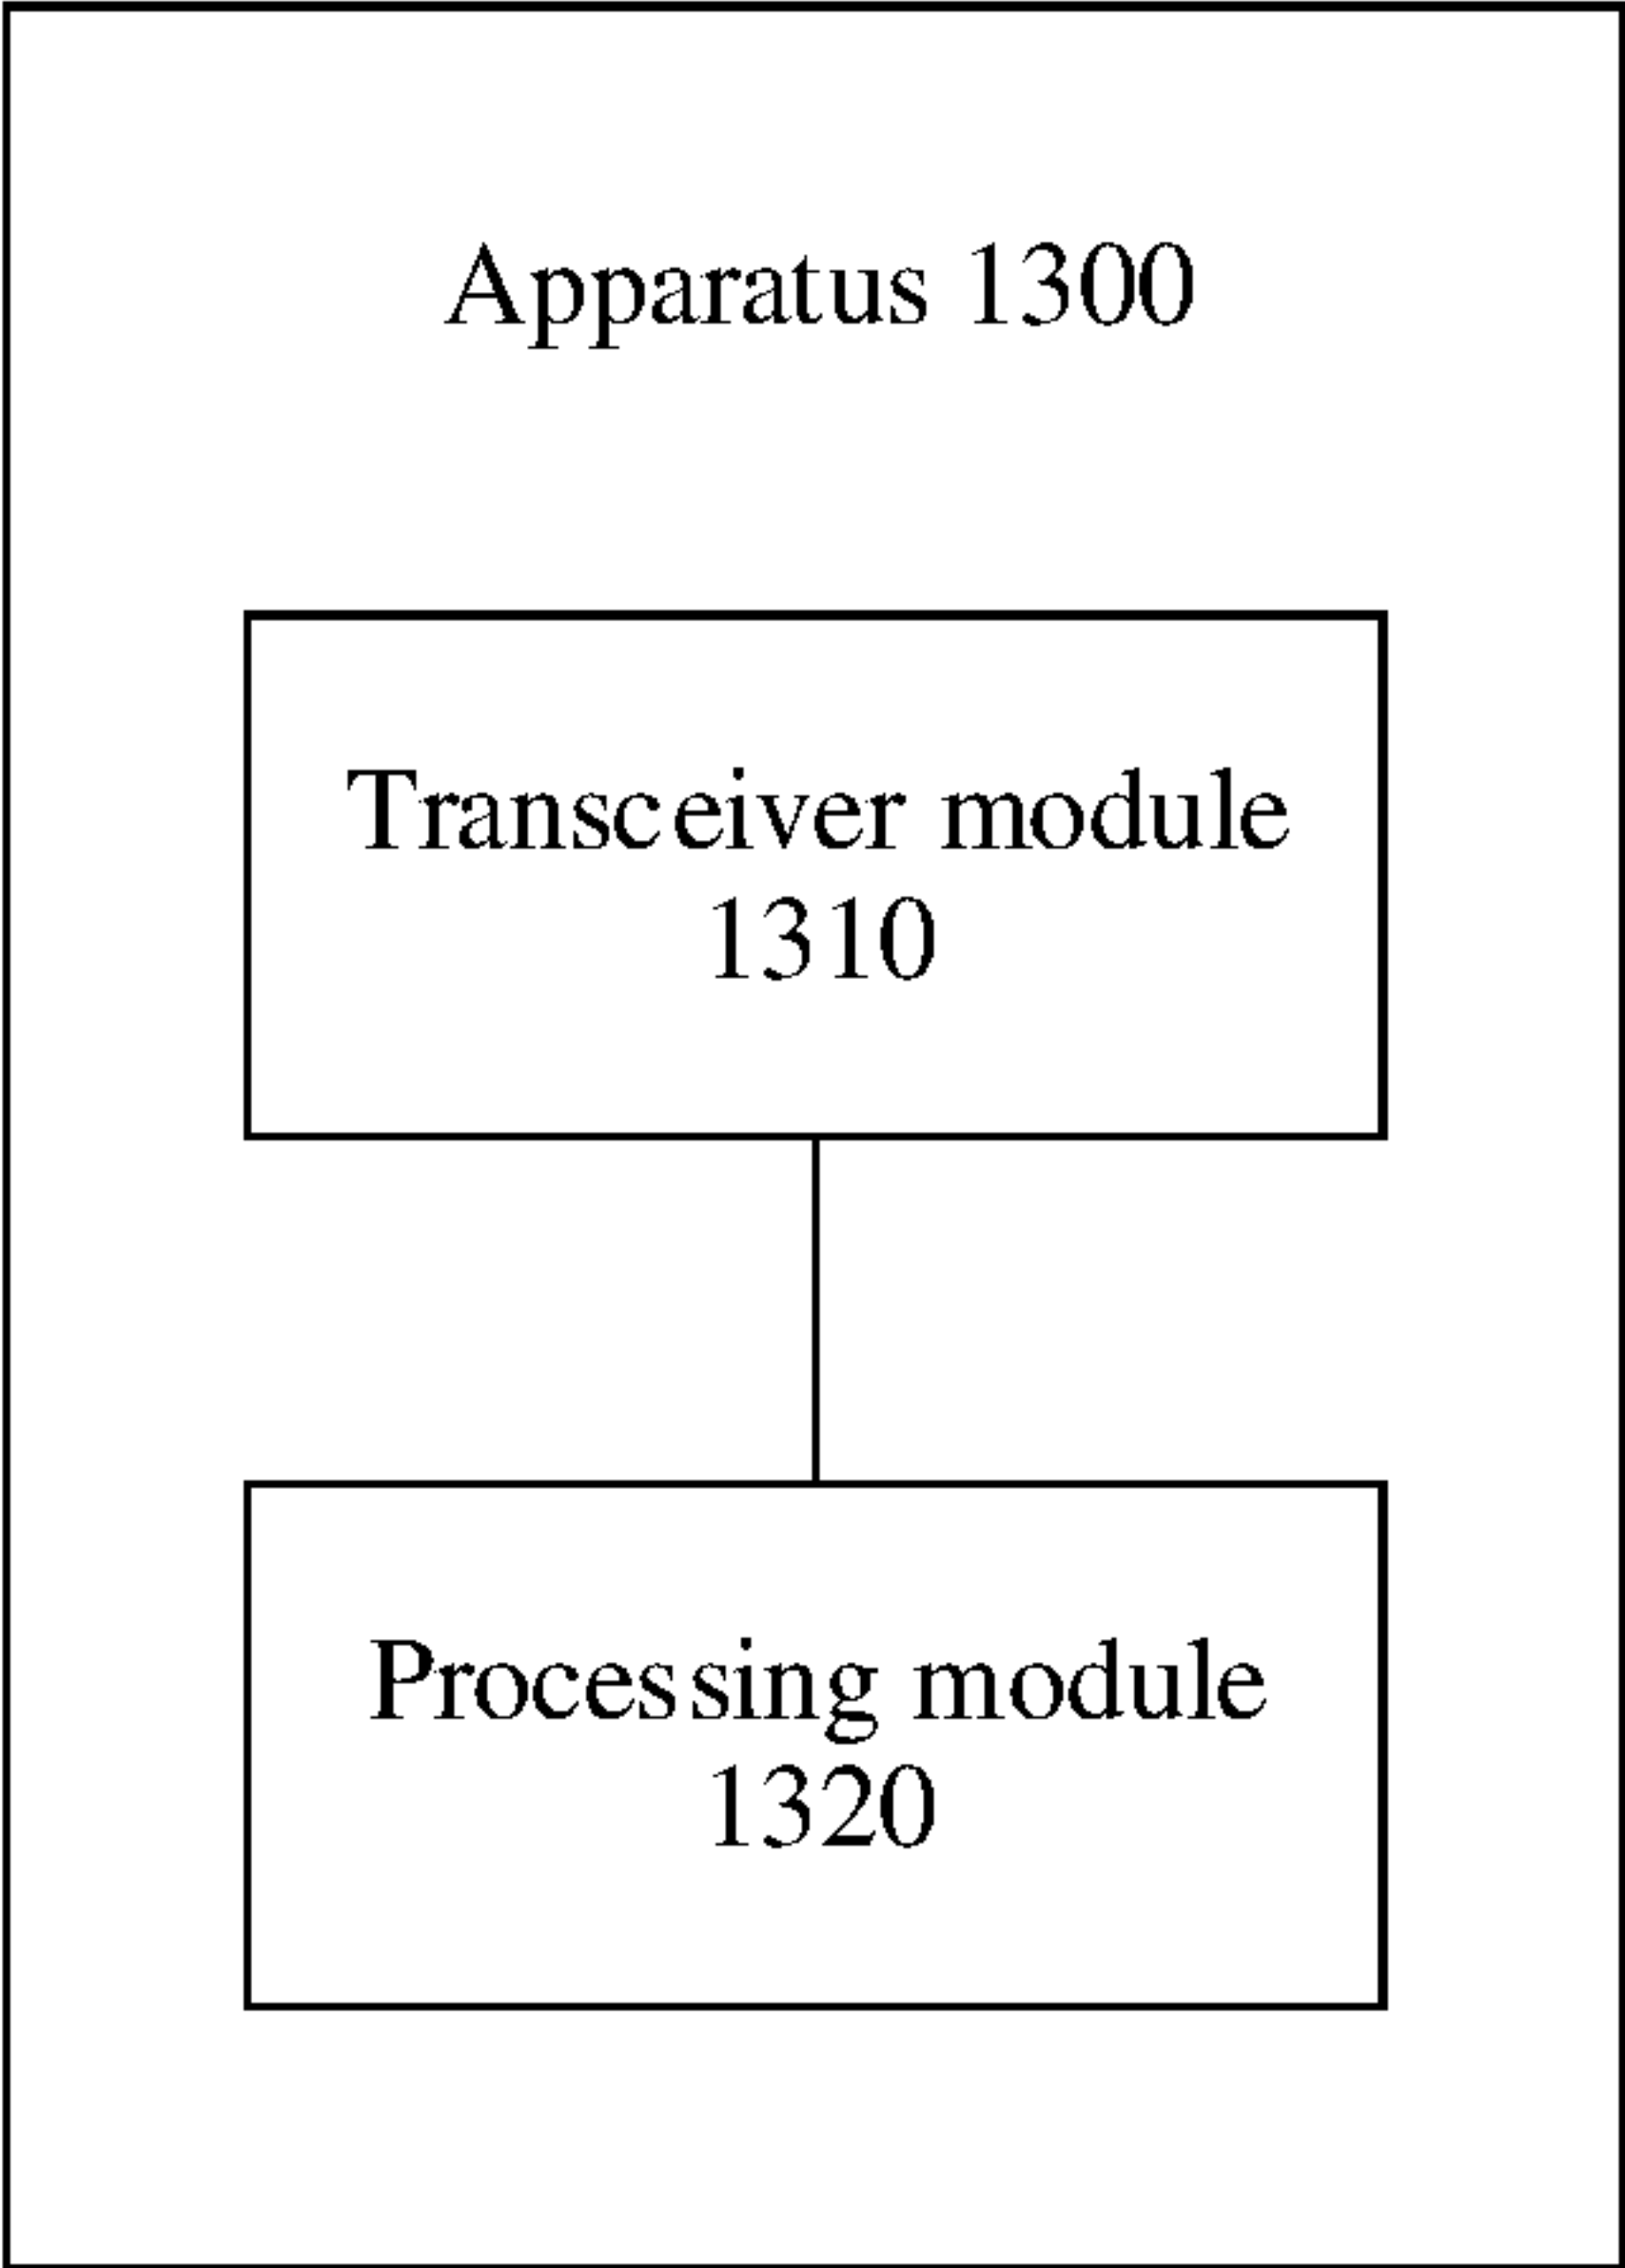 Apparatus 1300
Transceiver module
1310
Processing module
1320